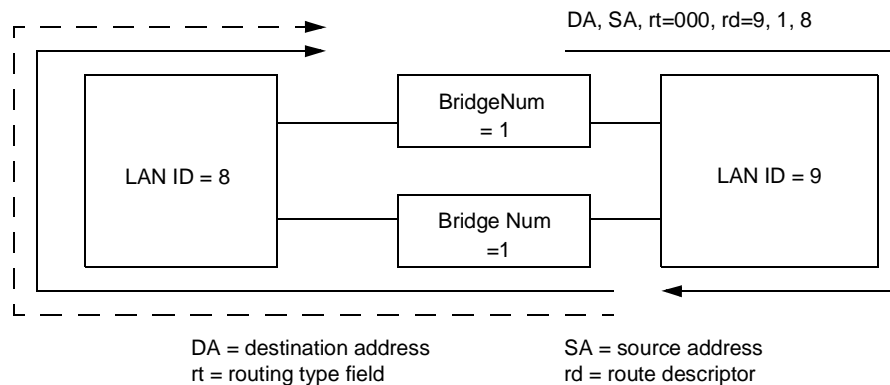 DA, SA, rt=000, rd=9, 1, 8
BridgeNum
= 1
LAN ID = 8
LAN ID = 9
Bridge Num
=1
DA = destination address
SA = source address
rt = routing type field
rd = route descriptor